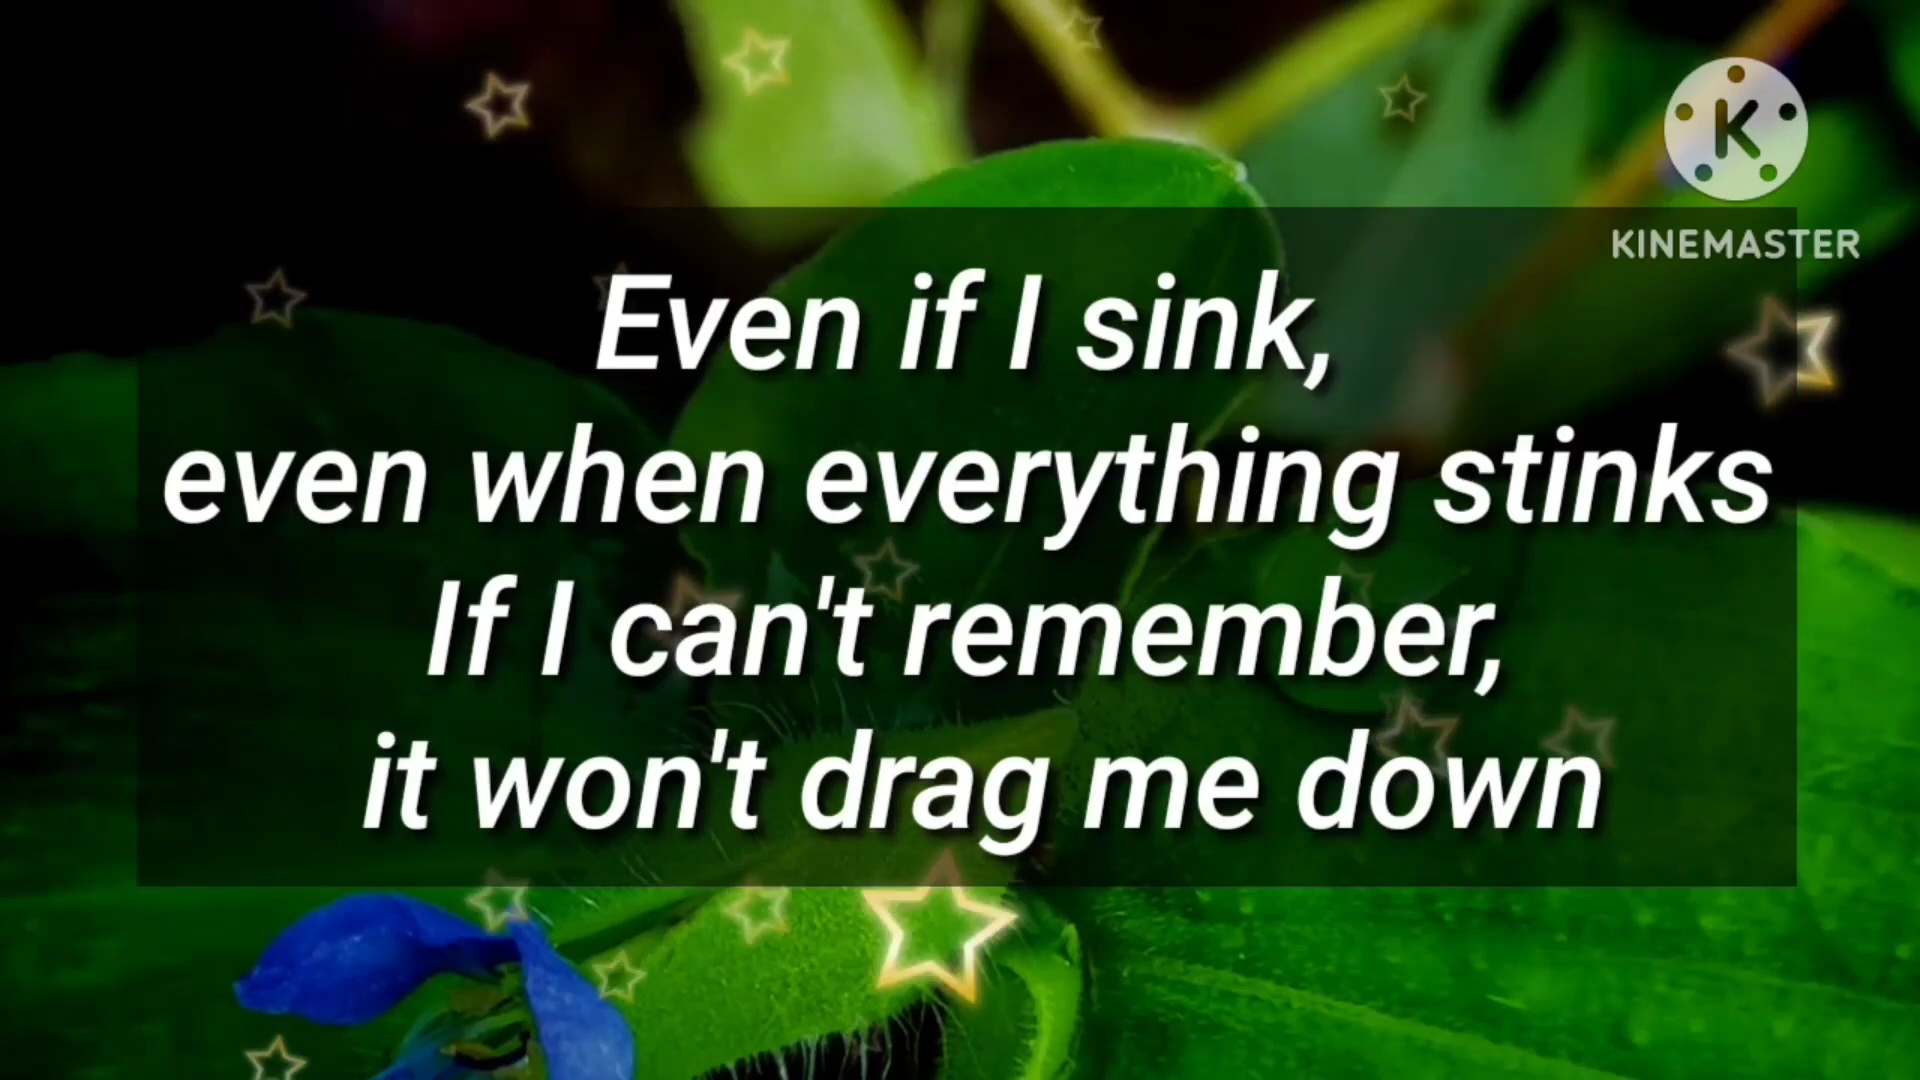 K
KINEMASTER
Even if I sink,
even when everything stinks
If I can't remember,
it won't drag me down